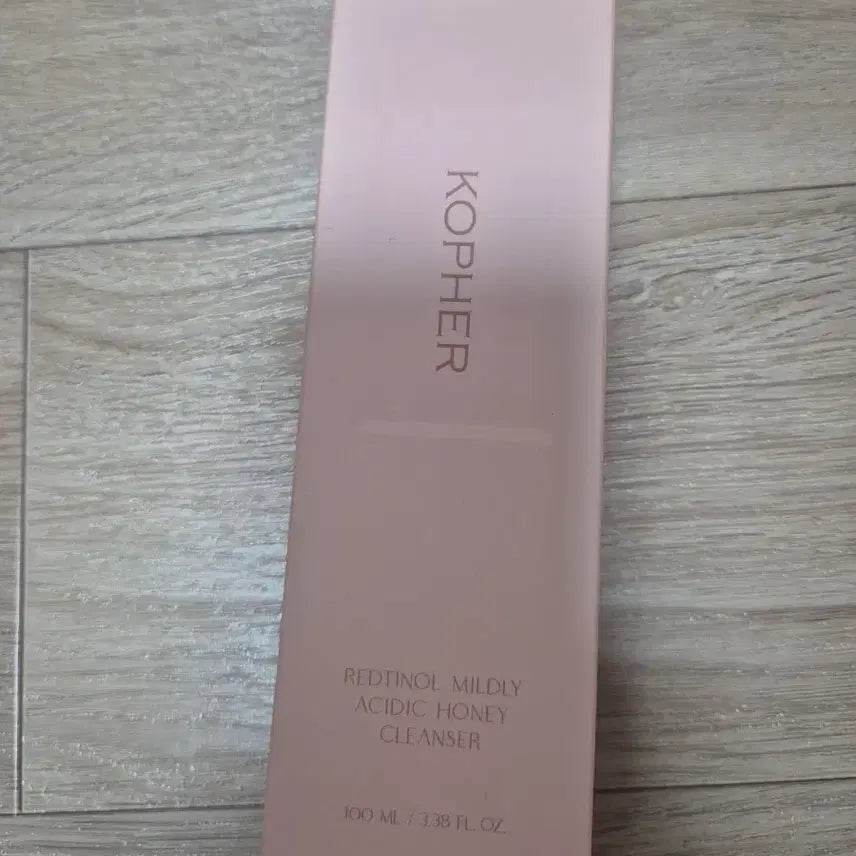 KOPHER
REDTINOL MILDLY
ACIDIC HONEY
CLEANSER
100 ML / 3.38 FL. OZ.